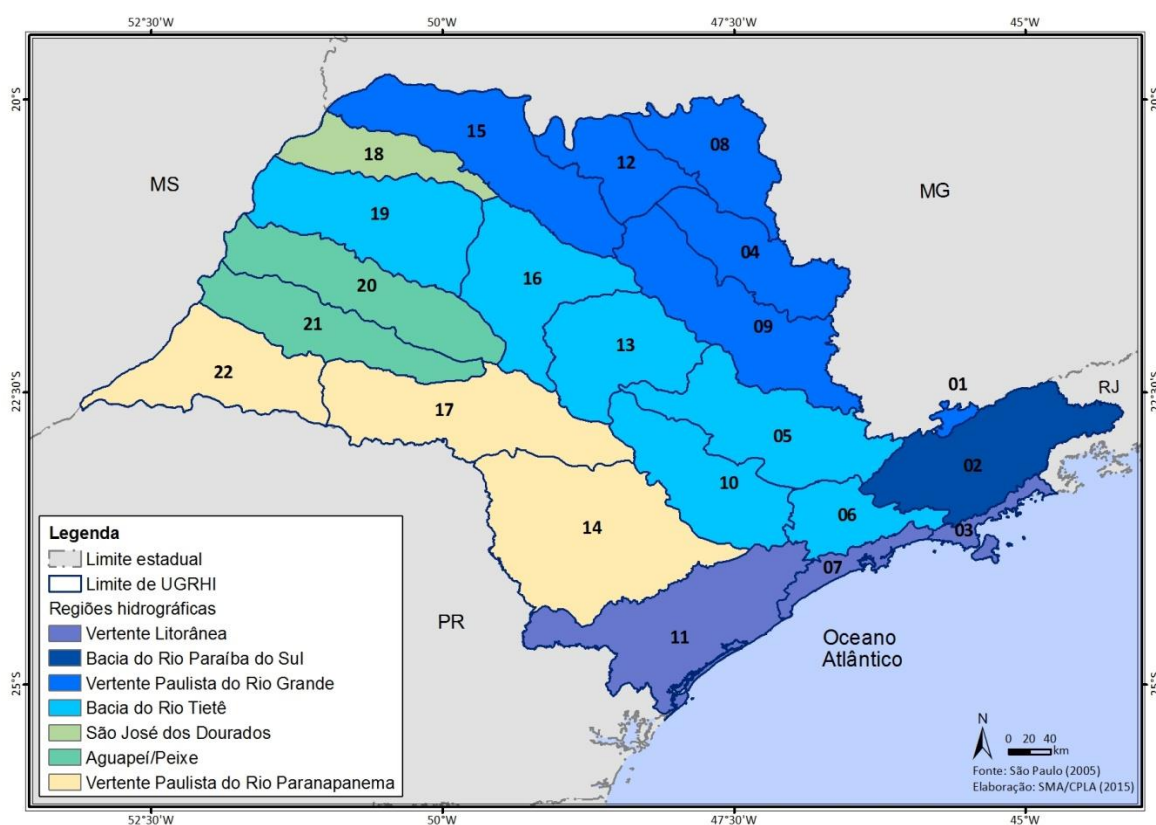 52°30'W 50°W 47°30'W 45°W
20°S 20°S
15
08
12
18
MS
MG
19
04
16
20
09
21
13
22
01
RJ
22°30'S 22°30'S
17
05
02
10
06
03
14
07
PR
11
Oceano
Atlântico
25°S 25°S
Legenda
Limite estadual
Limite de UGRHI
Regiões hidrográficas
Vertente Litorânea
Bacia do Rio Paraíba do Sul
Vertente Paulista do Rio Grande
Bacia do Rio Tietê
São José dos Dourados
Aguapeí/Peixe
Vertente Paulista do Rio Paranapanema
N
0 20 40
km
Fonte: São Paulo (2005)
Elaboração: SMA/CPLA (2015)
52°30'W 50°W 47°30'W 45°W